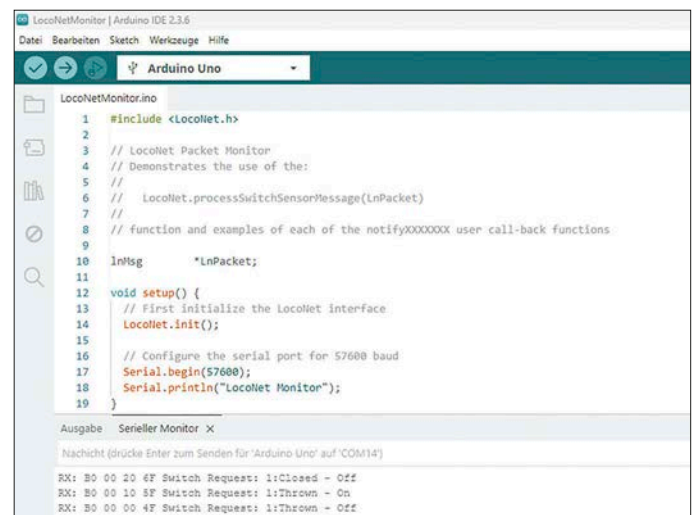 LocoNetMonitor | Arduino IDE 2.3.6
Datei Bearbeiten Sketch Werkzeuge Hilfe
Arduino Uno
LocoNetMonitor.ino
1 #include <LocoNet.h>
2
3 // LocoNet Packet Monitor
4 // Demonstrates the use of the:
5 //
6 //   LocoNet.processSwitchSensorMessage(LnPacket)
7 //
8 // function and examples of each of the notifyXXXXXXX user call-back functions
9
10 lnMsg       *LnPacket;
11
12 void setup() {
13   // First initialize the LocoNet interface
14   LocoNet.init();
15
16   // Configure the serial port for 57600 baud
17   Serial.begin(57600);
18   Serial.println("LocoNet Monitor");
19 }
Ausgabe Serieller Monitor ×
Nachicht (drücke Enter zum Senden für 'Arduino Uno' auf 'COM14')
RX: B0 00 20 6F Switch Request: 1:Closed - Off
RX: B0 00 10 5F Switch Request: 1:Thrown - On
RX: B0 00 00 4F Switch Request: 1:Thrown - Off